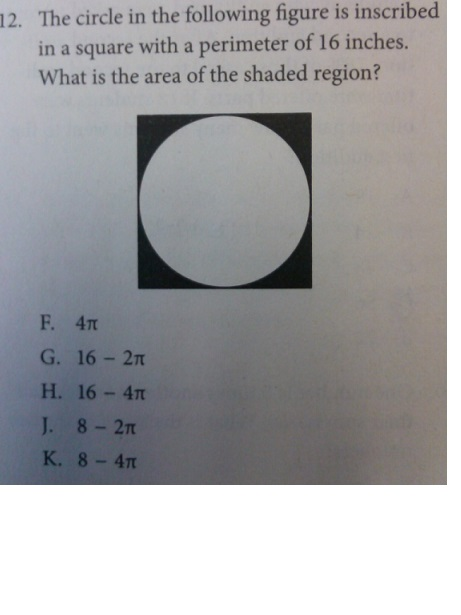 12. The circle in the following figure is inscribed
in a square with a perimeter of 16 inches.
What is the area of the shaded region?
F. 4π
G. 16 – 2π
H. 16 – 4π
J. 8 – 2π
K. 8 – 4π